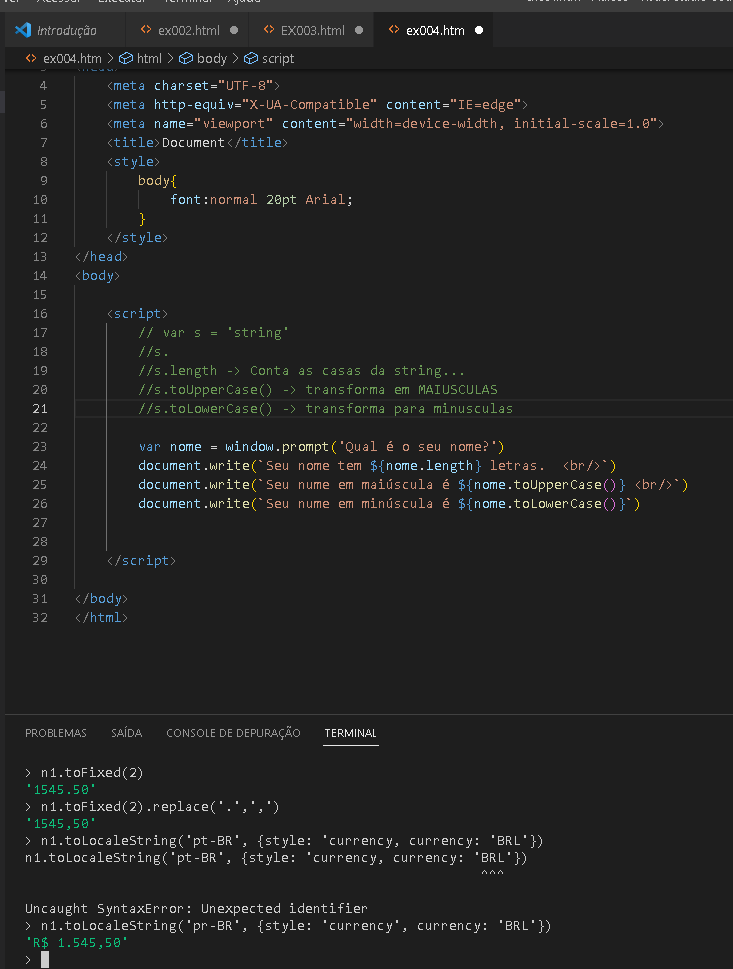 Introdução
ex002.html
EX003.html
ex004.htm
ex004.htm > html > body > script
4 <meta charset="UTF-8">
5 <meta http-equiv="X-UA-Compatible" content="IE=edge">
6 <meta name="viewport" content="width=device-width, initial-scale=1.0">
7 <title>Document</title>
8 <style>
9 body{
10 font:normal 20pt Arial;
11 }
12 </style>
13 </head>
14 <body>
15
16 <script>
17 // var s = 'string'
18 //s.
19 //s.length -> Conta as casas da string...
20 //s.toUpperCase() -> transforma em MAIUSCULAS
21 //s.toLowerCase() -> transforma para minusculas
22
23 var nome = window.prompt('Qual é o seu nome?')
24 document.write(`Seu nome tem ${nome.length} letras.  <br/>`)
25 document.write(`Seu nume em maiúscula é ${nome.toUpperCase()} <br/>`)
26 document.write(`Seu nume em minúscula é ${nome.toLowerCase()}`)
27
28
29 </script>
30
31 </body>
32 </html>
PROBLEMAS SAÍDA CONSOLE DE DEPURAÇÃO TERMINAL
> n1.toFixed(2)
'1545.50'
> n1.toFixed(2).replace('.',',')
'1545,50'
> n1.toLocaleString('pt-BR', {style: 'currency, currency: 'BRL'})
n1.toLocaleString('pt-BR', {style: 'currency, currency: 'BRL'})
^^^
Uncaught SyntaxError: Unexpected identifier
> n1.toLocaleString('pr-BR', {style: 'currency', currency: 'BRL'})
'R$ 1.545,50'
>